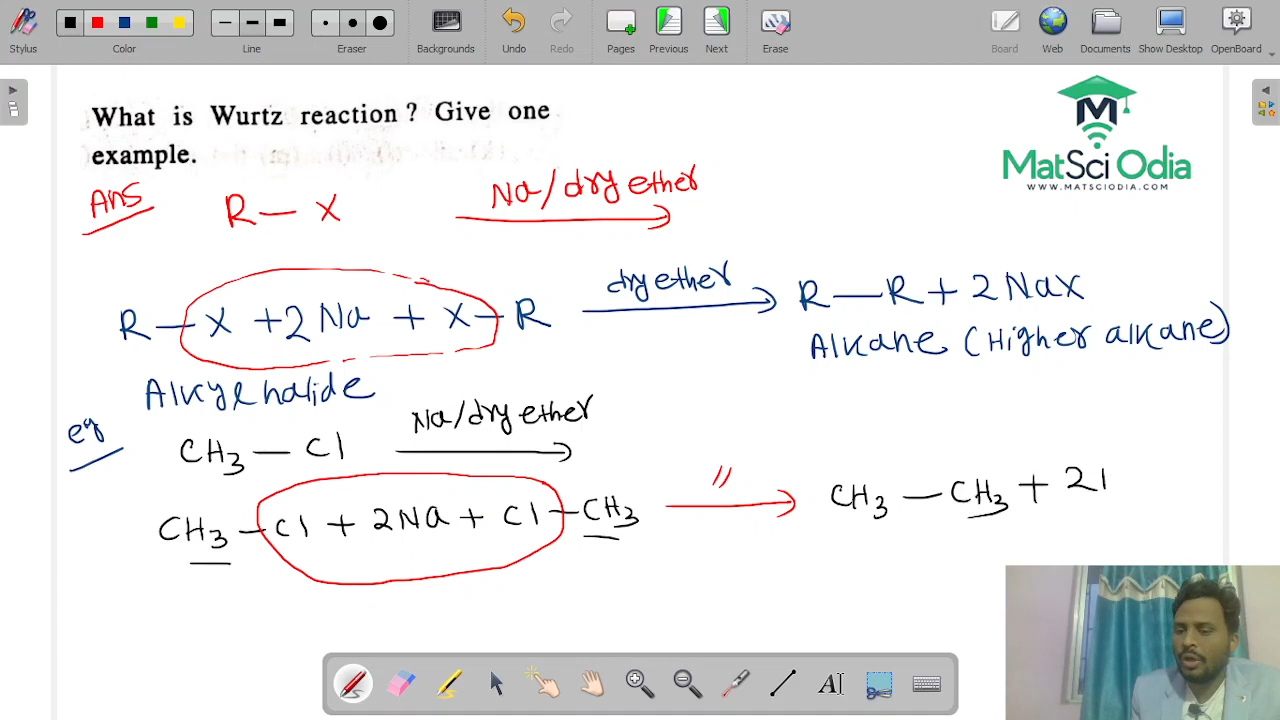 Stylus Color Line Eraser Backgrounds Undo Redo Pages Previous Next Erase Board Web Documents Show Desktop OpenBoard
What is Wurtz reaction ? Give one
example.
MatSci Odia
WWW.MATSCIODIA.COM
Ans R — X Na/dry ether
R — X + 2 Na + X — R dry ether R — R + 2 NaX
Alkane (Higher alkane)
Alkyl halide
eg CH3 — Cl Na/dry ether
CH3 — Cl + 2Na + Cl — CH3 // CH3 — CH3 + 2